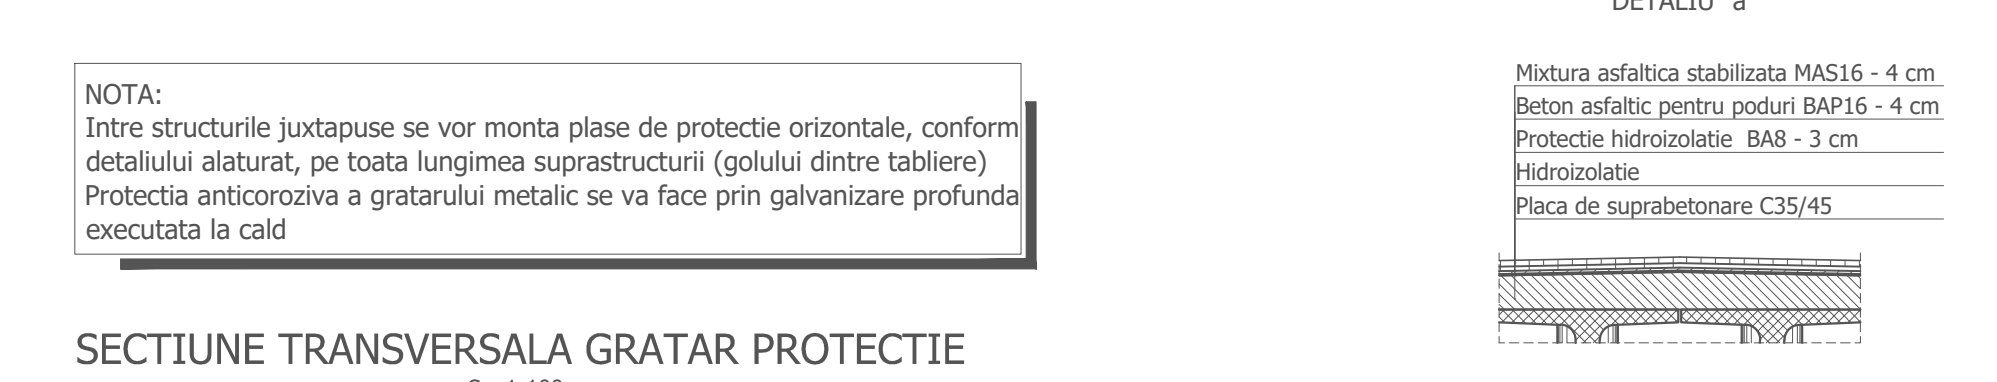 NOTA:
Intre structurile juxtapuse se vor monta plase de protectie orizontale, conform
detaliului alaturat, pe toata lungimea suprastructurii (golului dintre tabliere)
Protectia anticoroziva a gratarului metalic se va face prin galvanizare profunda
executata la cald
SECTIUNE TRANSVERSALA GRATAR PROTECTIE
DETALIU "a"
Mixtura asfaltica stabilizata MAS16 - 4 cm
Beton asfaltic pentru poduri BAP16 - 4 cm
Protectie hidroizolatie BA8 - 3 cm
Hidroizolatie
Placa de suprabetonare C35/45